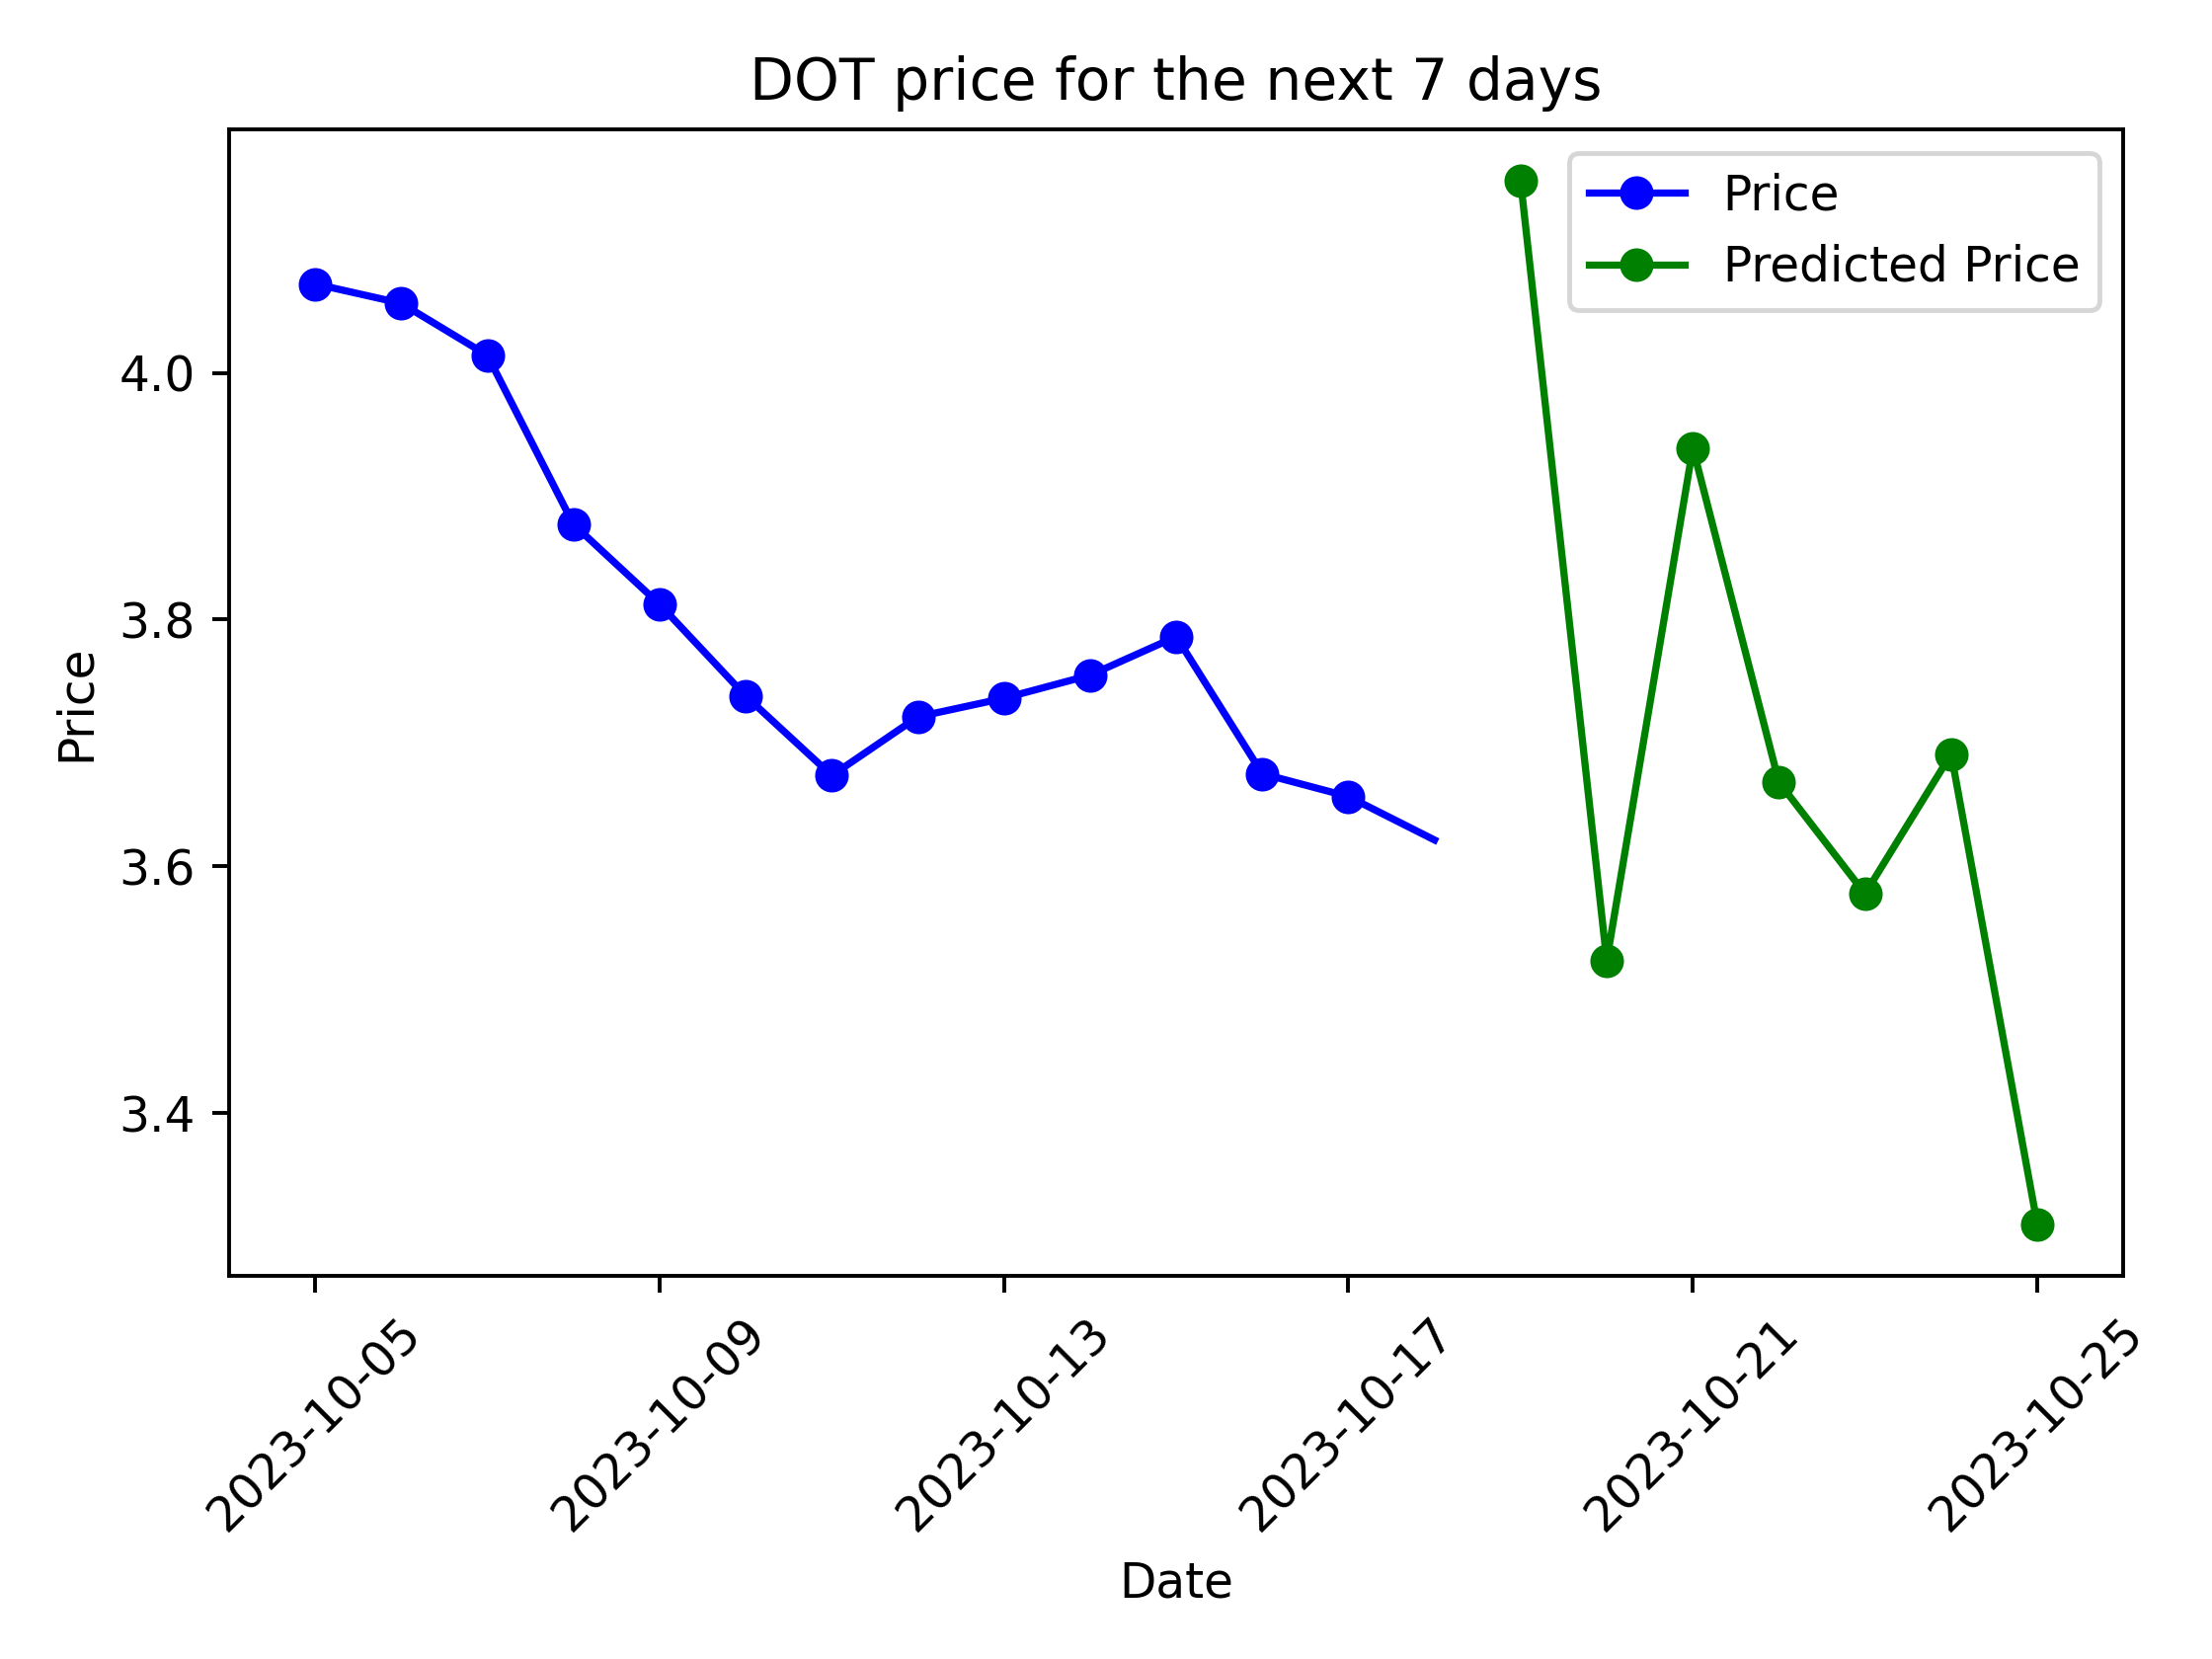 DOT price for the next 7 days
Price
Predicted Price
4.0
3.8
3.6
3.4
Price
2023-10-05
2023-10-09
2023-10-13
2023-10-17
2023-10-21
2023-10-25
Date